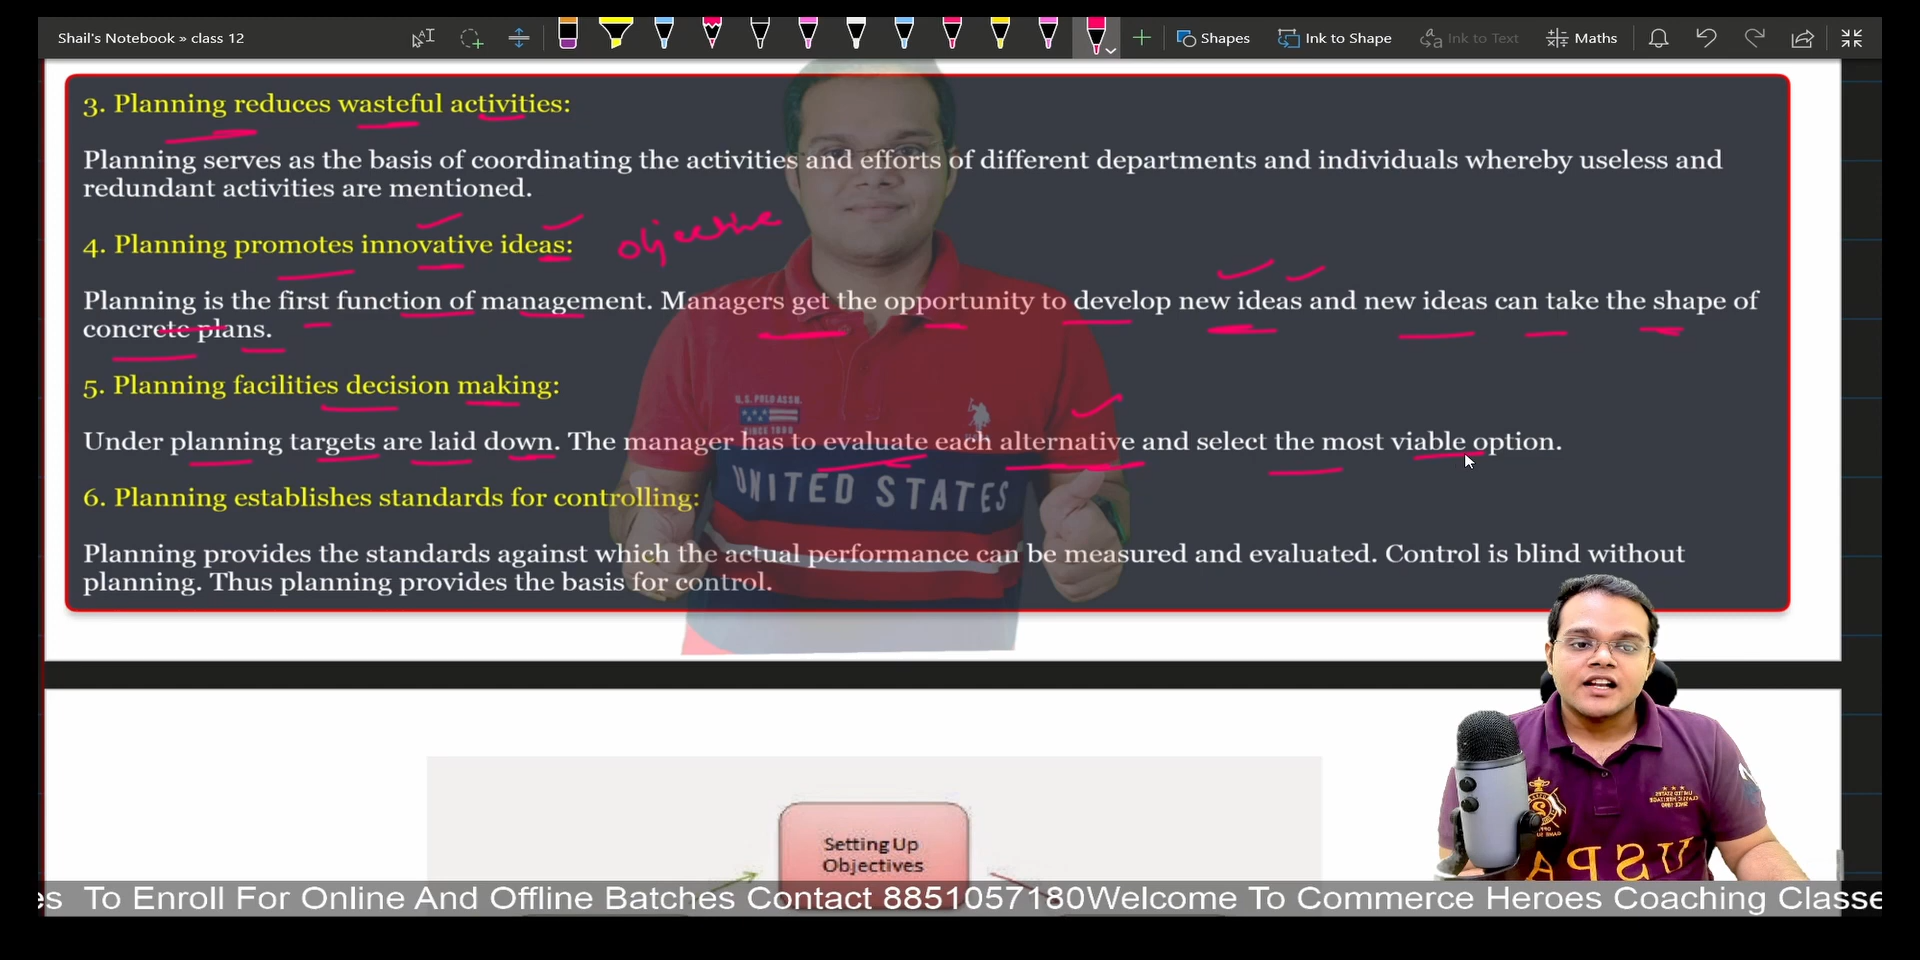 Shail's Notebook » class 12
Shapes
Ink to Shape
Ink to Text
Maths
3. Planning reduces wasteful activities:
Planning serves as the basis of coordinating the activities and efforts of different departments and individuals whereby useless and
redundant activities are mentioned.
4. Planning promotes innovative ideas: objective
Planning is the first function of management. Managers get the opportunity to develop new ideas and new ideas can take the shape of
concrete plans.
5. Planning facilities decision making:
U.S. POLO ASSN.
SINCE 1890
Under planning targets are laid down. The manager has to evaluate each alternative and select the most viable option.
UNITED STATES
6. Planning establishes standards for controlling:
Planning provides the standards against which the actual performance can be measured and evaluated. Control is blind without
planning. Thus planning provides the basis for control.
Setting Up
Objectives
USPA
es To Enroll For Online And Offline Batches Contact 8851057180Welcome To Commerce Heroes Coaching Classe